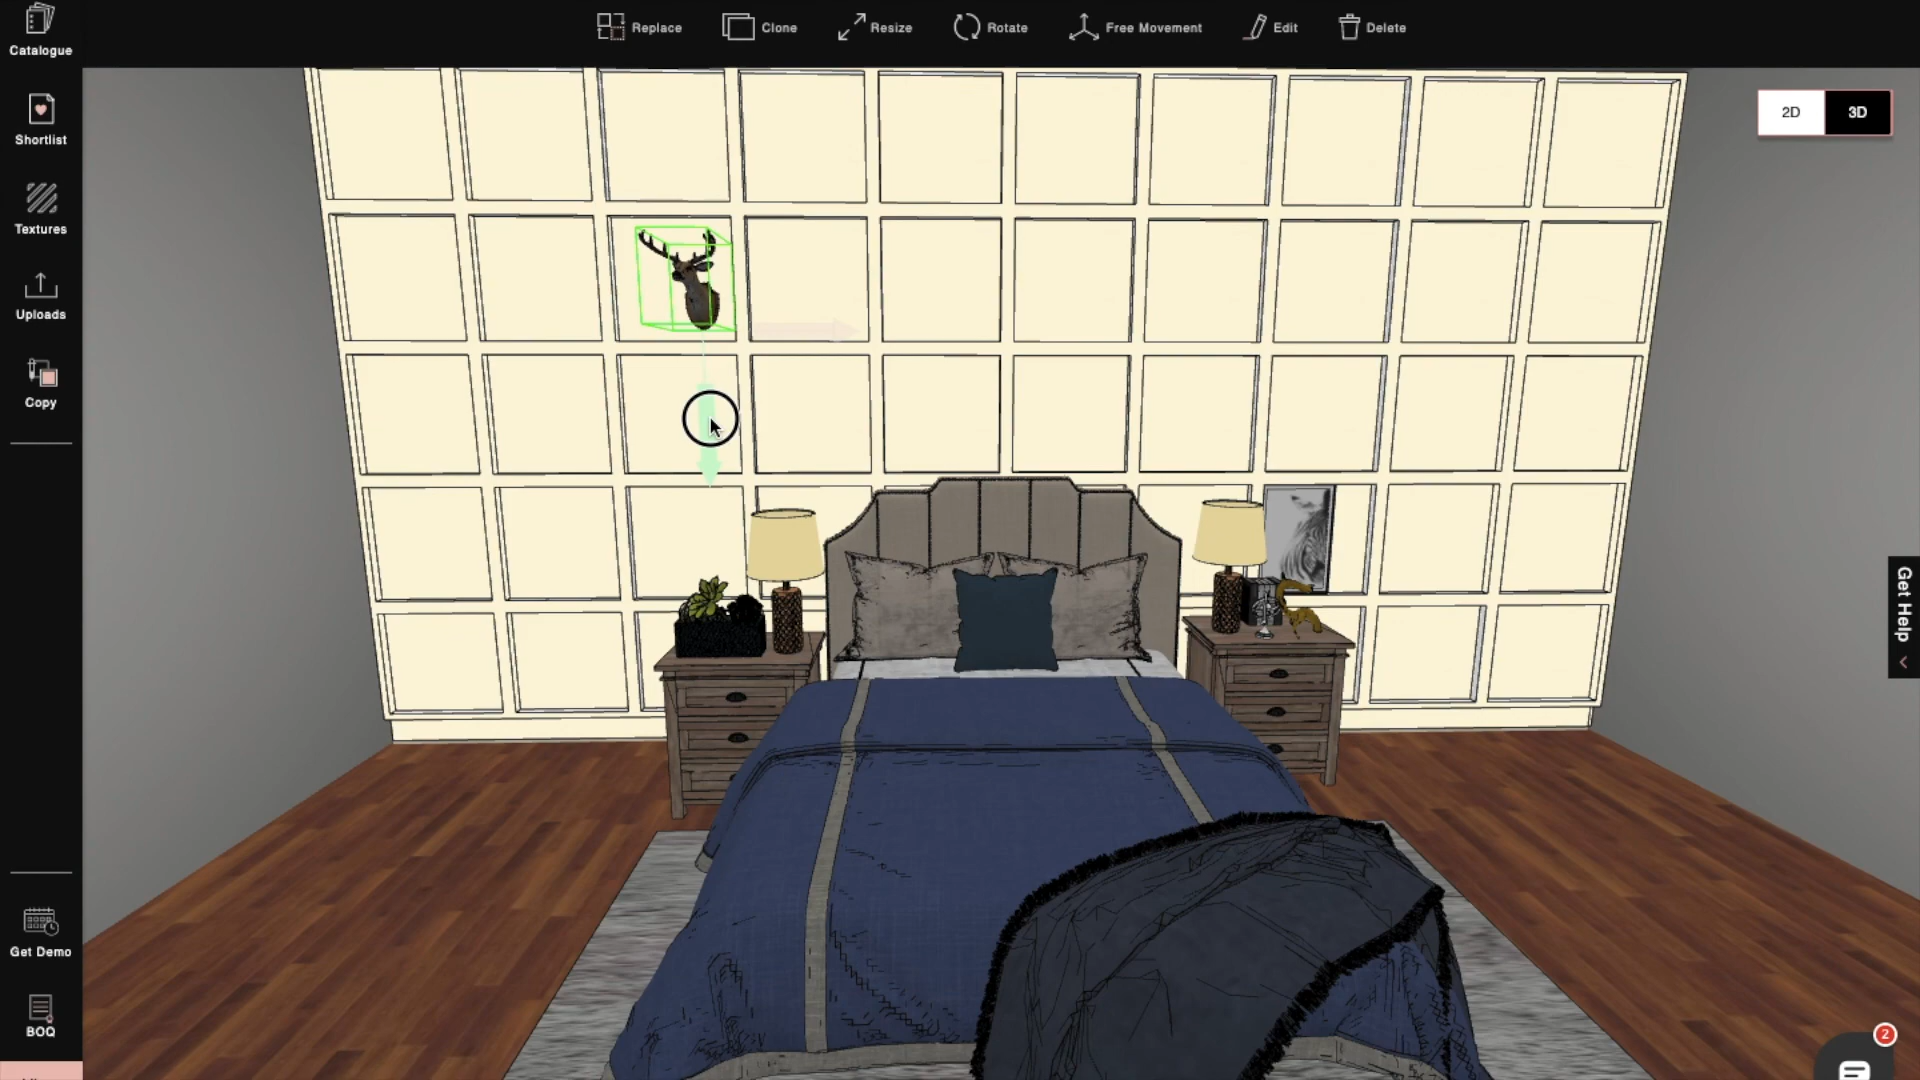 Catalogue
Replace
Clone
Resize
Rotate
Free Movement
Edit
Delete
2D
3D
Shortlist
Textures
Uploads
Copy
Get Help
Get Demo
BOQ
2